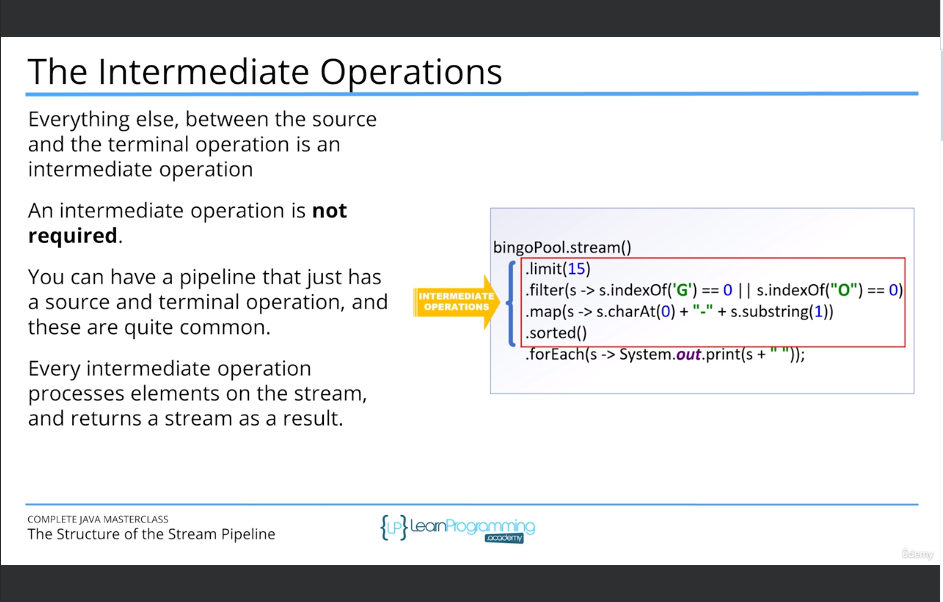 The Intermediate Operations
Everything else, between the source
and the terminal operation is an
intermediate operation
An intermediate operation is not
required.
You can have a pipeline that just has
a source and terminal operation, and
these are quite common.
Every intermediate operation
processes elements on the stream,
and returns a stream as a result.
INTERMEDIATE
OPERATIONS
bingoPool.stream()
.limit(15)
.filter(s -> s.indexOf('G') == 0 || s.indexOf("O") == 0)
.map(s -> s.charAt(0) + "-" + s.substring(1))
.sorted()
.forEach(s -> System.out.print(s + " "));
COMPLETE JAVA MASTERCLASS
The Structure of the Stream Pipeline
{LP} LearnProgramming
academy
ûdemy